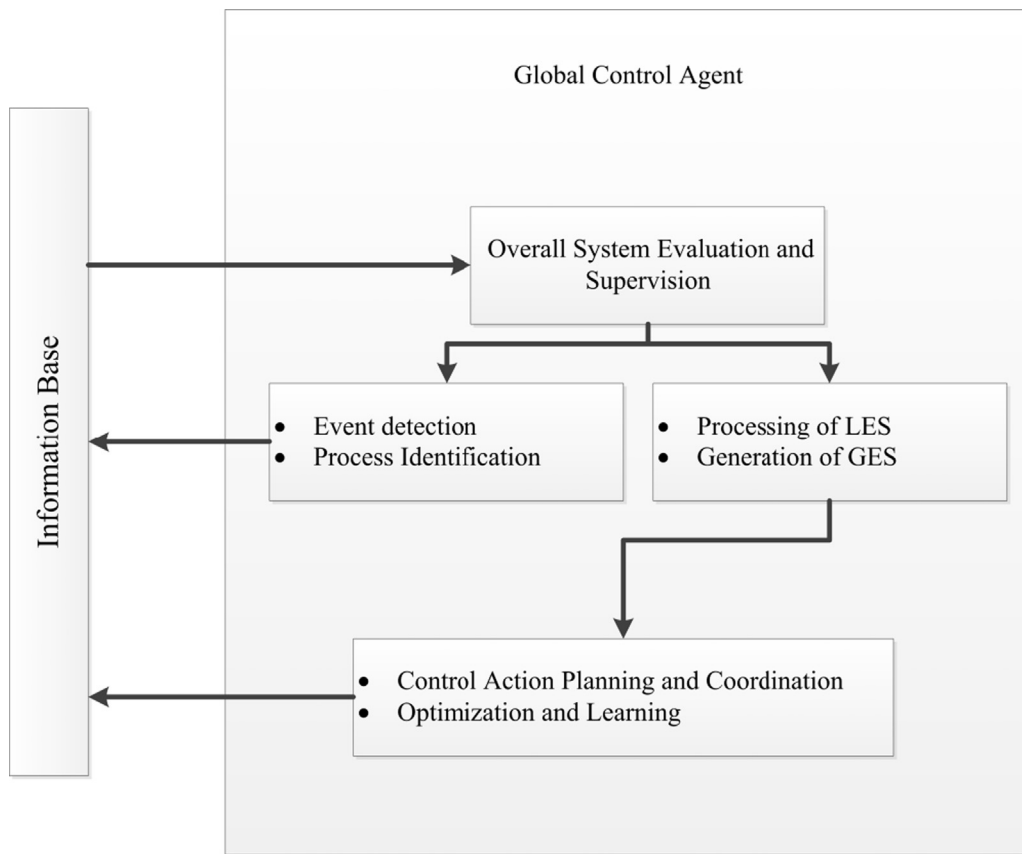 Global Control Agent
Information Base
Overall System Evaluation and
Supervision
• Event detection
• Process Identification
• Processing of LES
• Generation of GES
• Control Action Planning and Coordination
• Optimization and Learning